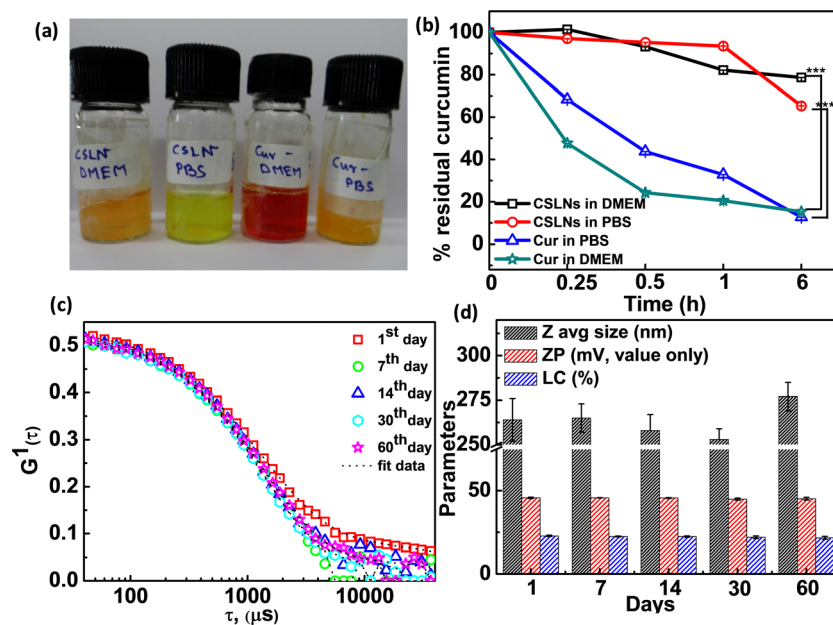 (a)
CSLN
DMEM
CSLN
PBS
Cur-
DMEM
Cur-
PBS
(b)
% residual curcumin
100
80
60
40
20
0
0
0.25
0.5
1
6
Time (h)
CSLNs in DMEM
CSLNs in PBS
Cur in PBS
Cur in DMEM
***
***
(c)
G¹(τ)
0.5
0.4
0.3
0.2
0.1
0.0
100
1000
10000
τ, (μs)
1st day
7th day
14th day
30th day
60th day
fit data
(d)
Parameters
300
275
250
50
0
1
7
14
30
60
Days
Z avg size (nm)
ZP (mV, value only)
LC (%)